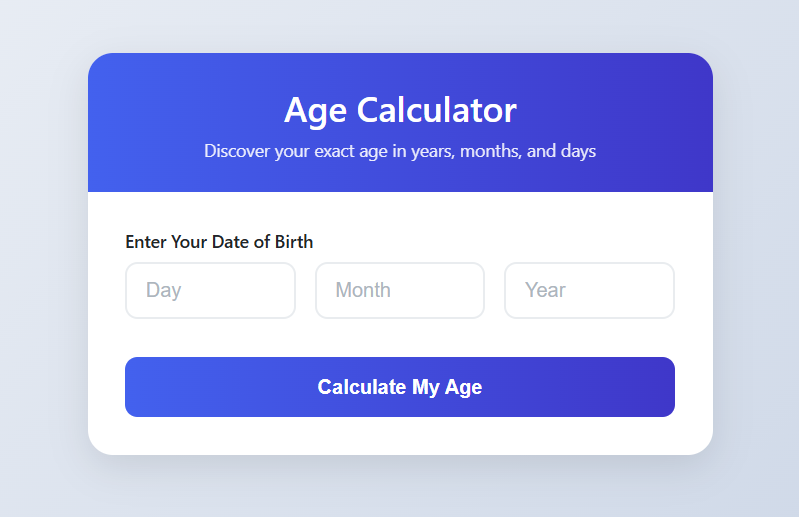 Age Calculator
Discover your exact age in years, months, and days
Enter Your Date of Birth
Day Month Year
Calculate My Age